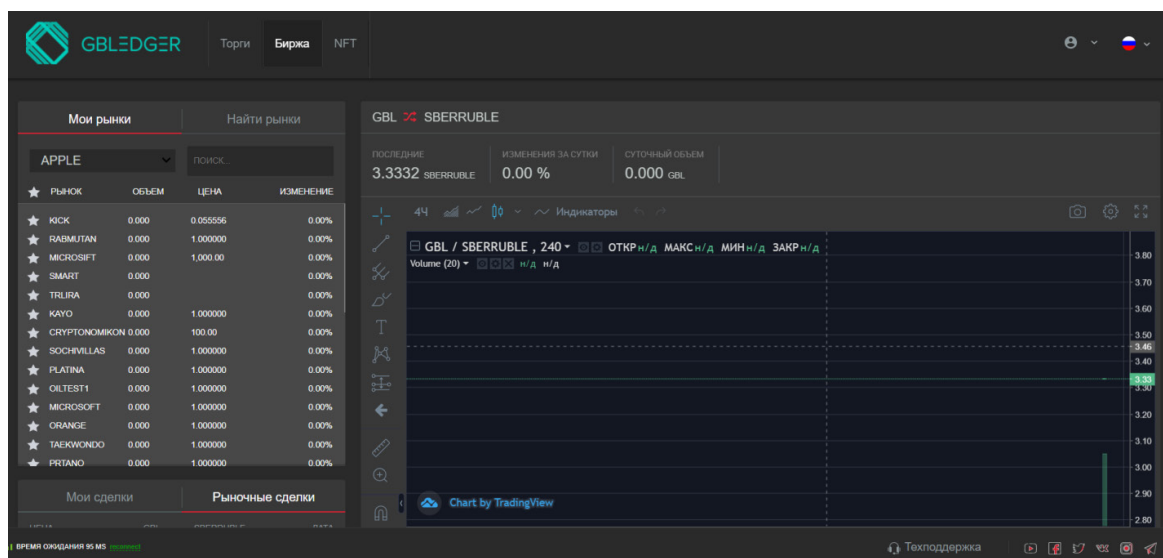 GBLEDGER Торги Биржа NFT
Мои рынки Найти рынки
APPLE ПОИСК...
РЫНОК ОБЪЕМ ЦЕНА ИЗМЕНЕНИЕ
KICK 0.000 0.055556 0.00%
RABMUTAN 0.000 1.000000 0.00%
MICROSIFT 0.000 1,000.00 0.00%
SMART 0.000 0.00%
TRLIRA 0.000 0.00%
KAYO 0.000 1.000000 0.00%
CRYPTONOMIKON 0.000 100.00 0.00%
SOCHIVILLAS 0.000 1.000000 0.00%
PLATINA 0.000 1.000000 0.00%
OILTEST1 0.000 1.000000 0.00%
MICROSOFT 0.000 1.000000 0.00%
ORANGE 0.000 1.000000 0.00%
TAEKWONDO 0.000 1.000000 0.00%
PRTANO 0.000 1.000000 0.00%
Мои сделки Рыночные сделки
ЦЕНА GBL SBERRUBLE ДАТА
GBL SBERRUBLE
ПОСЛЕДНИЕ ИЗМЕНЕНИЯ ЗА СУТКИ СУТОЧНЫЙ ОБЪЕМ
3.3332 SBERRUBLE 0.00 % 0.000 GBL
4Ч Индикаторы
GBL / SBERRUBLE , 240 ОТКР н/д МАКС н/д МИН н/д ЗАКР н/д
Volume (20) н/д н/д
3.80
3.70
3.60
3.50
3.46
3.40
3.33
3.30
3.20
3.10
3.00
2.90
2.80
Chart by TradingView
ВРЕМЯ ОЖИДАНИЯ 95 MS reconnect Техподдержка